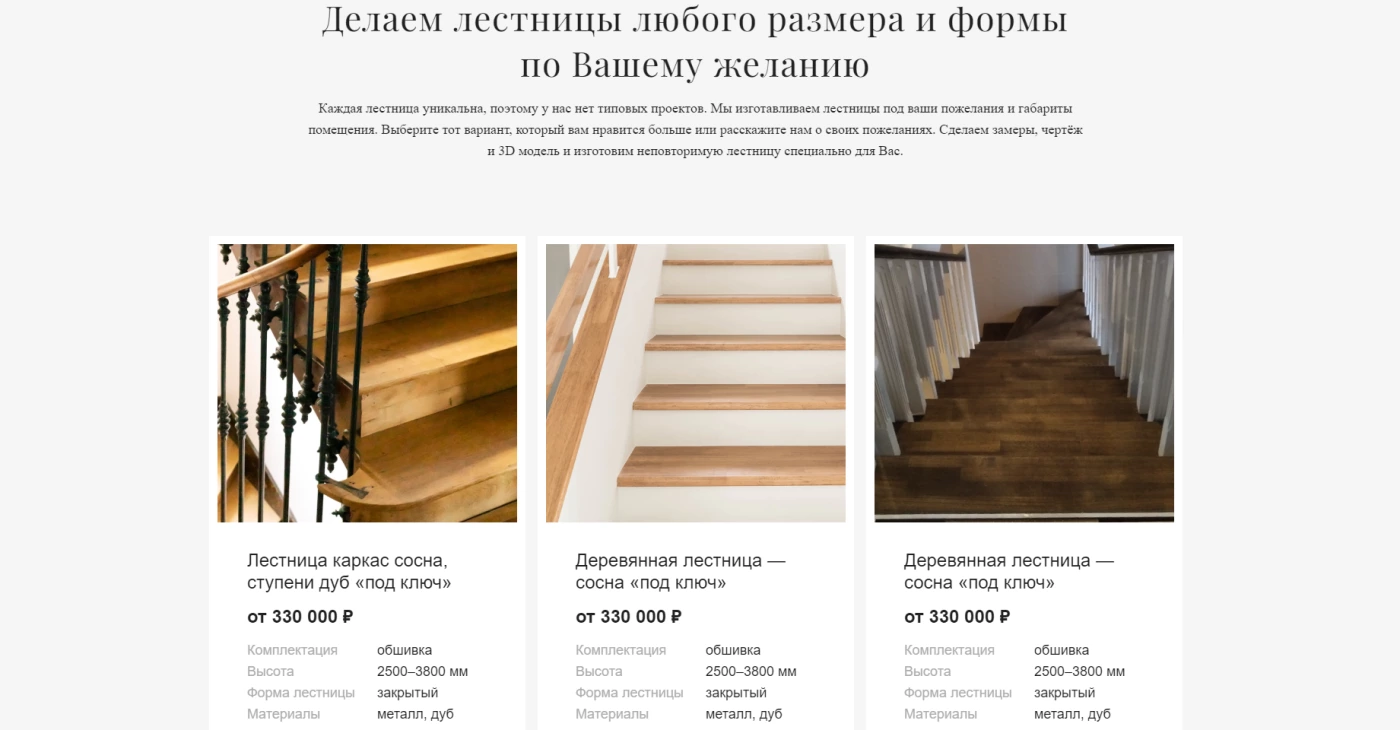 Делаем лестницы любого размера и формы
по Вашему желанию
Каждая лестница уникальна, поэтому у нас нет типовых проектов. Мы изготавливаем лестницы под ваши пожелания и габариты
помещения. Выберите тот вариант, который вам нравится больше или расскажите нам о своих пожеланиях. Сделаем замеры, чертёж
и 3D модель и изготовим неповторимую лестницу специально для Вас.
Лестница каркас сосна,
ступени дуб «под ключ»
от 330 000 ₽
Комплектация обшивка
Высота 2500–3800 мм
Форма лестницы закрытый
Материалы металл, дуб
Деревянная лестница —
сосна «под ключ»
от 330 000 ₽
Комплектация обшивка
Высота 2500–3800 мм
Форма лестницы закрытый
Материалы металл, дуб
Деревянная лестница —
сосна «под ключ»
от 330 000 ₽
Комплектация обшивка
Высота 2500–3800 мм
Форма лестницы закрытый
Материалы металл, дуб